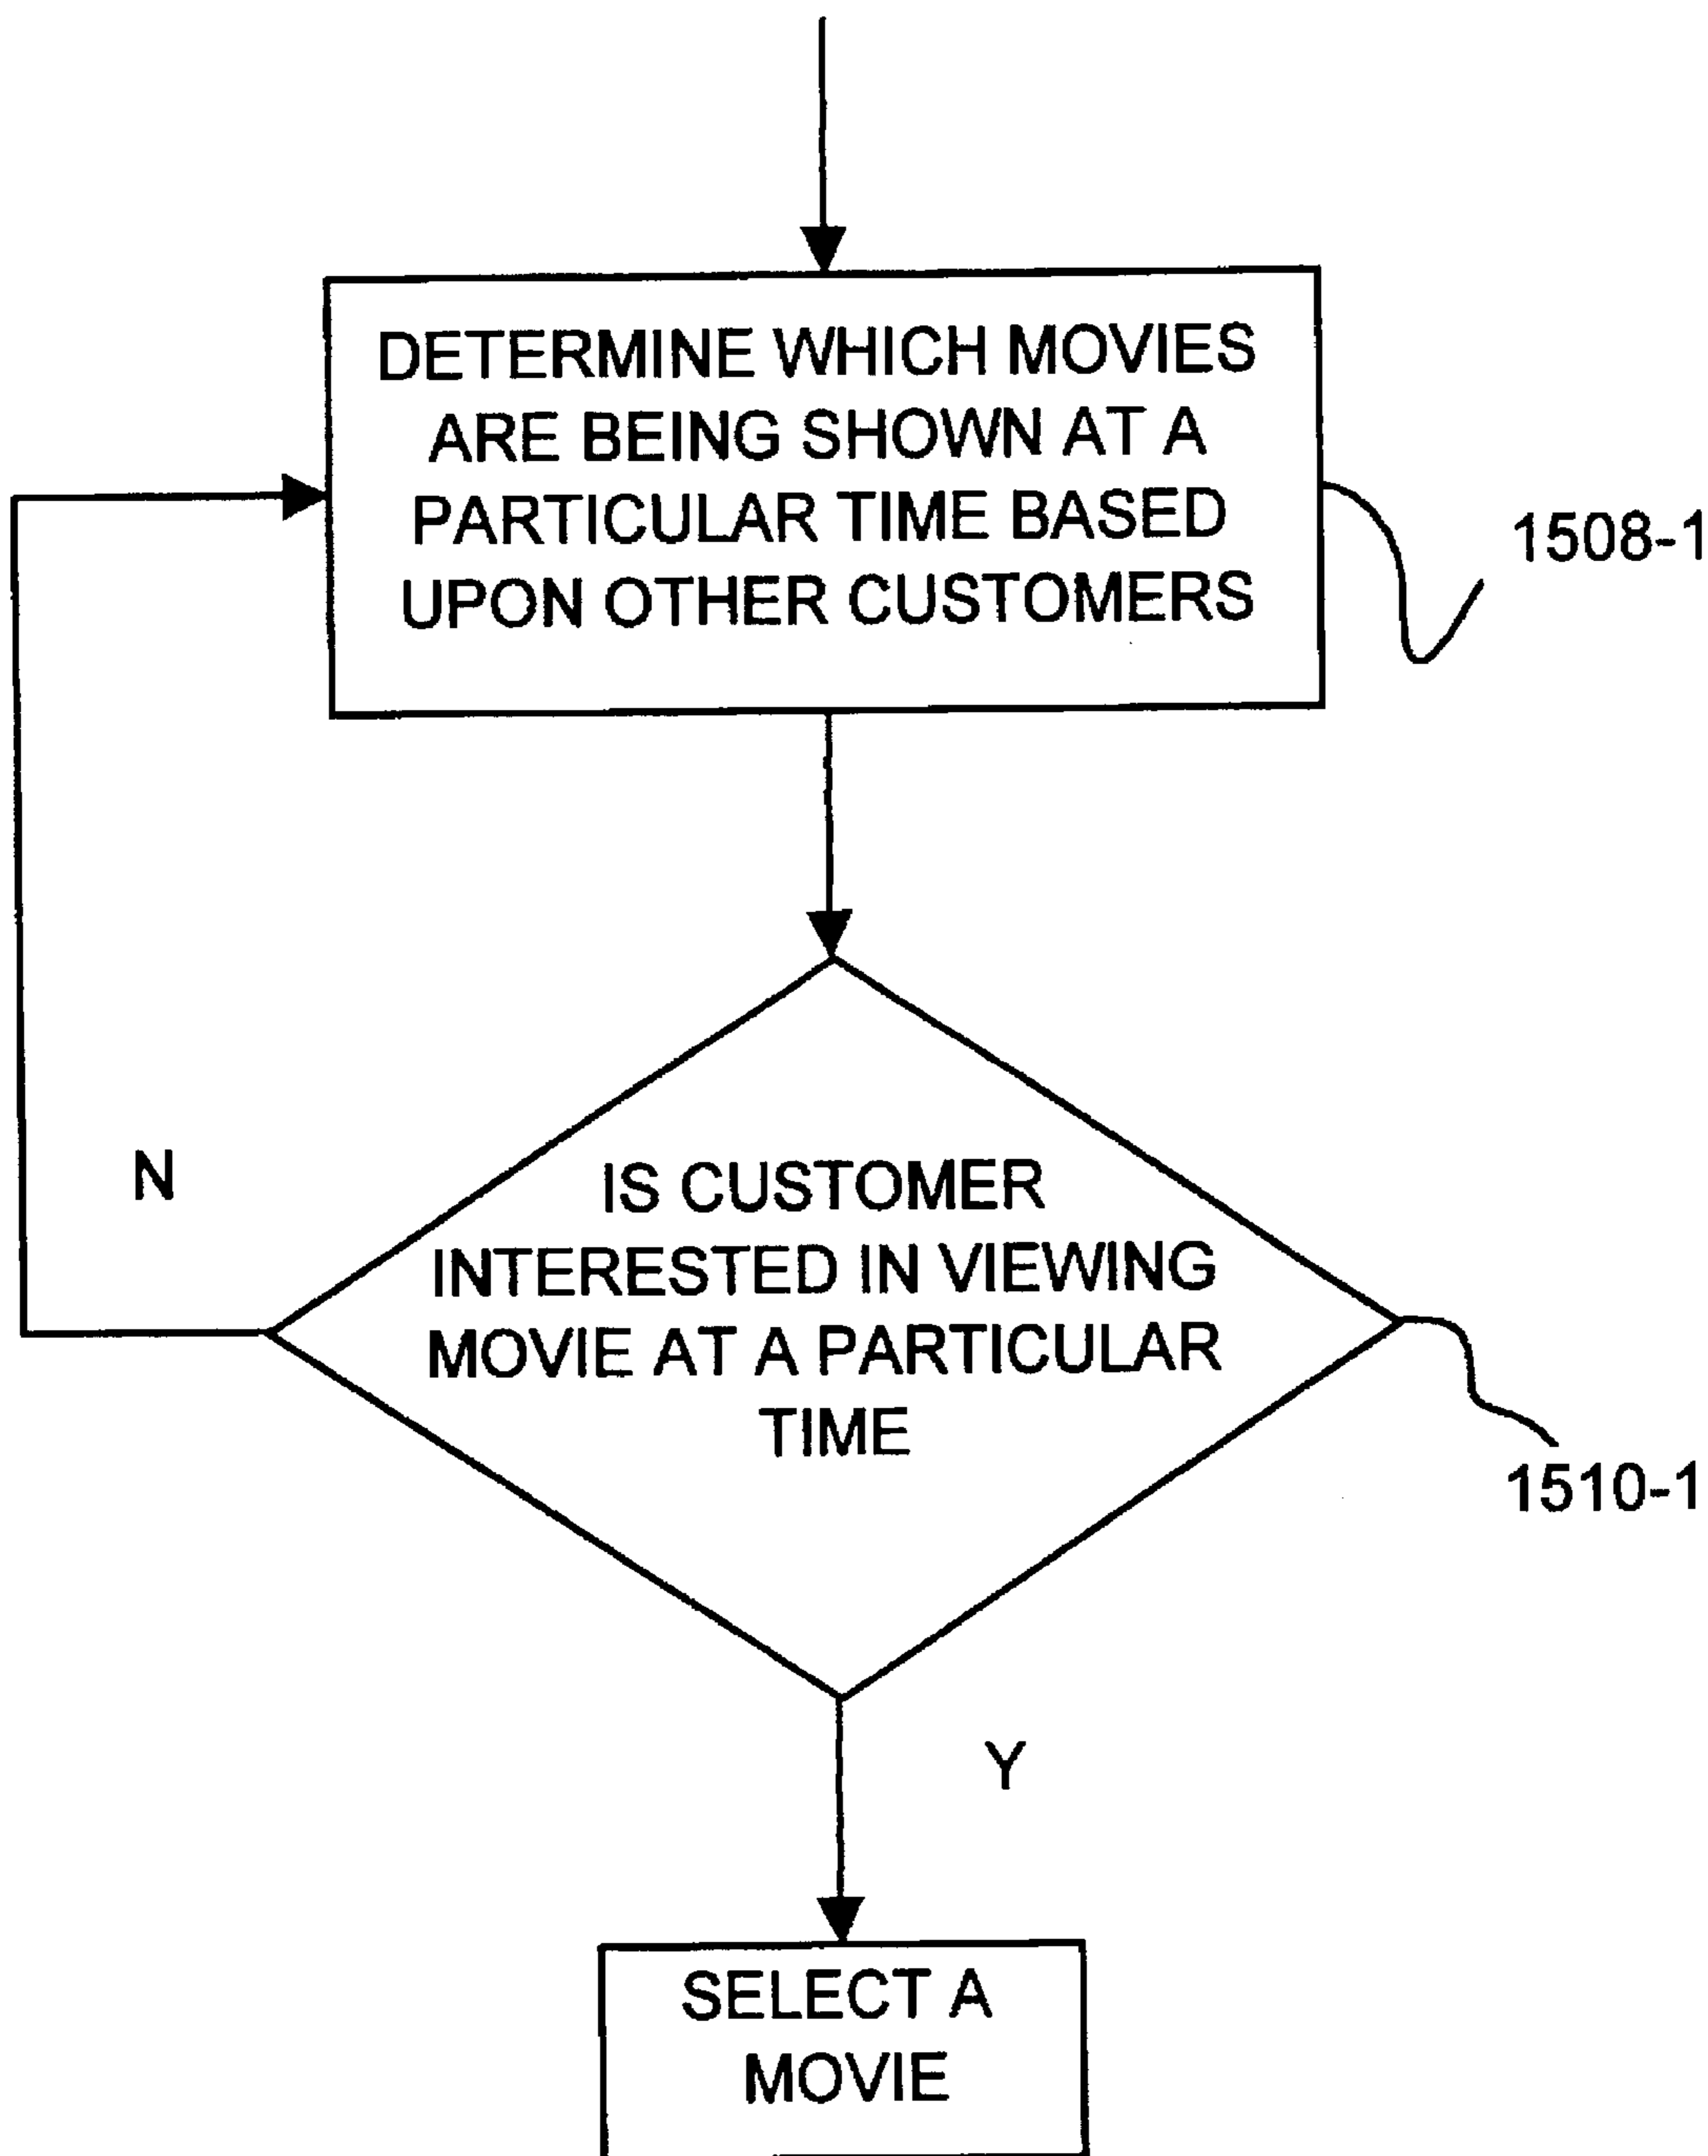 DETERMINE WHICH MOVIES
ARE BEING SHOWN AT A
PARTICULAR TIME BASED
UPON OTHER CUSTOMERS
1508-1
N
IS CUSTOMER
INTERESTED IN VIEWING
MOVIE AT A PARTICULAR
TIME
1510-1
Y
SELECT A
MOVIE